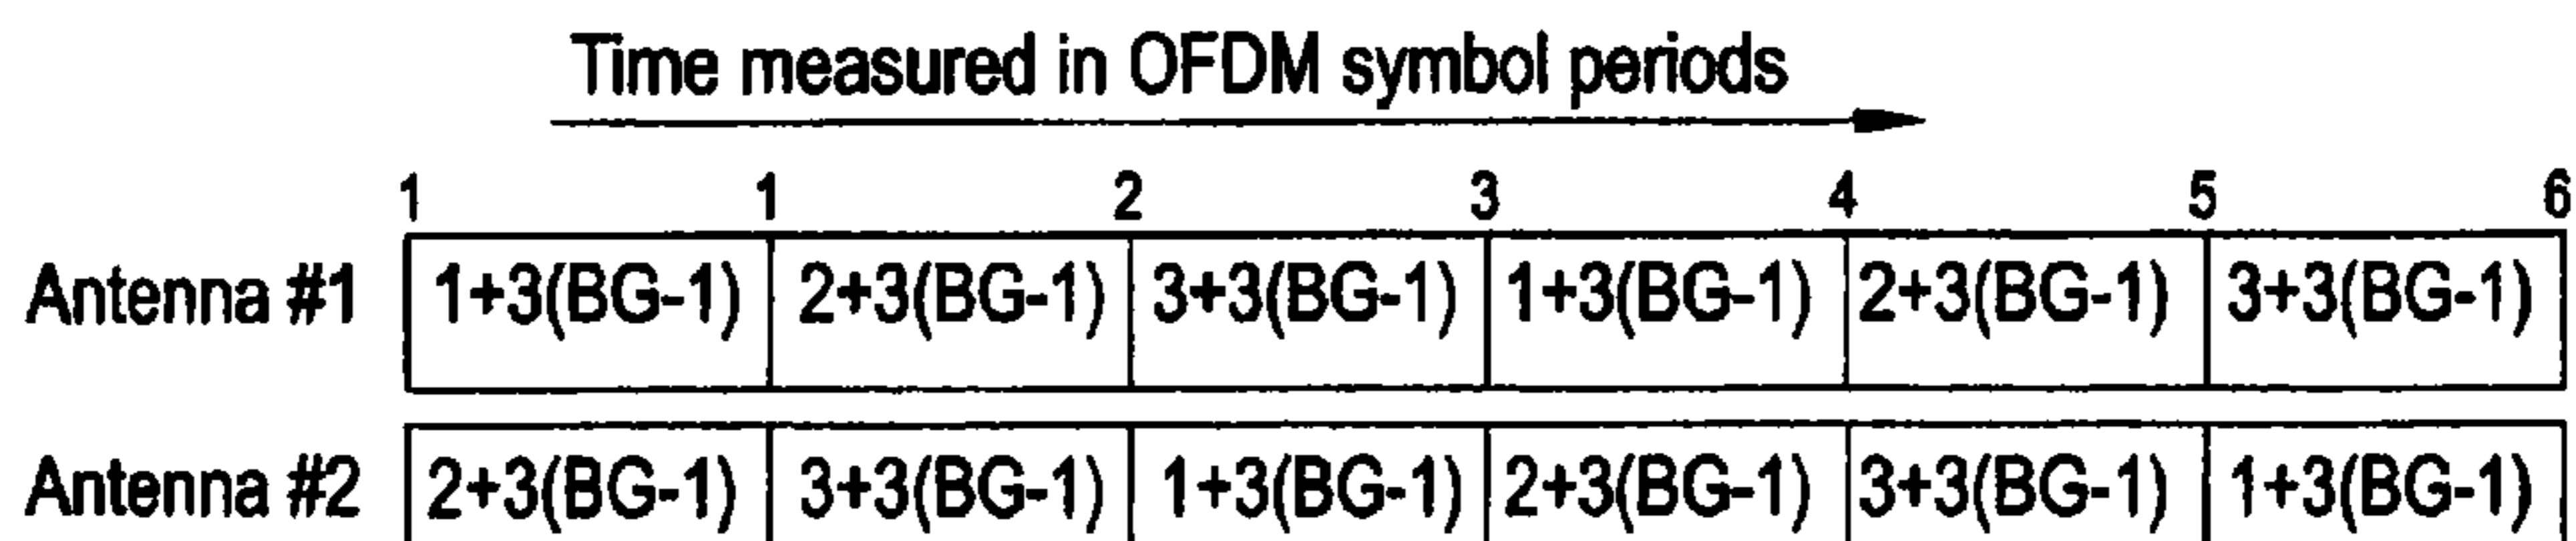 Time measured in OFDM symbol periods
1 1 2 3 4 5 6
Antenna #1 1+3(BG-1) 2+3(BG-1) 3+3(BG-1) 1+3(BG-1) 2+3(BG-1) 3+3(BG-1)
Antenna #2 2+3(BG-1) 3+3(BG-1) 1+3(BG-1) 2+3(BG-1) 3+3(BG-1) 1+3(BG-1)